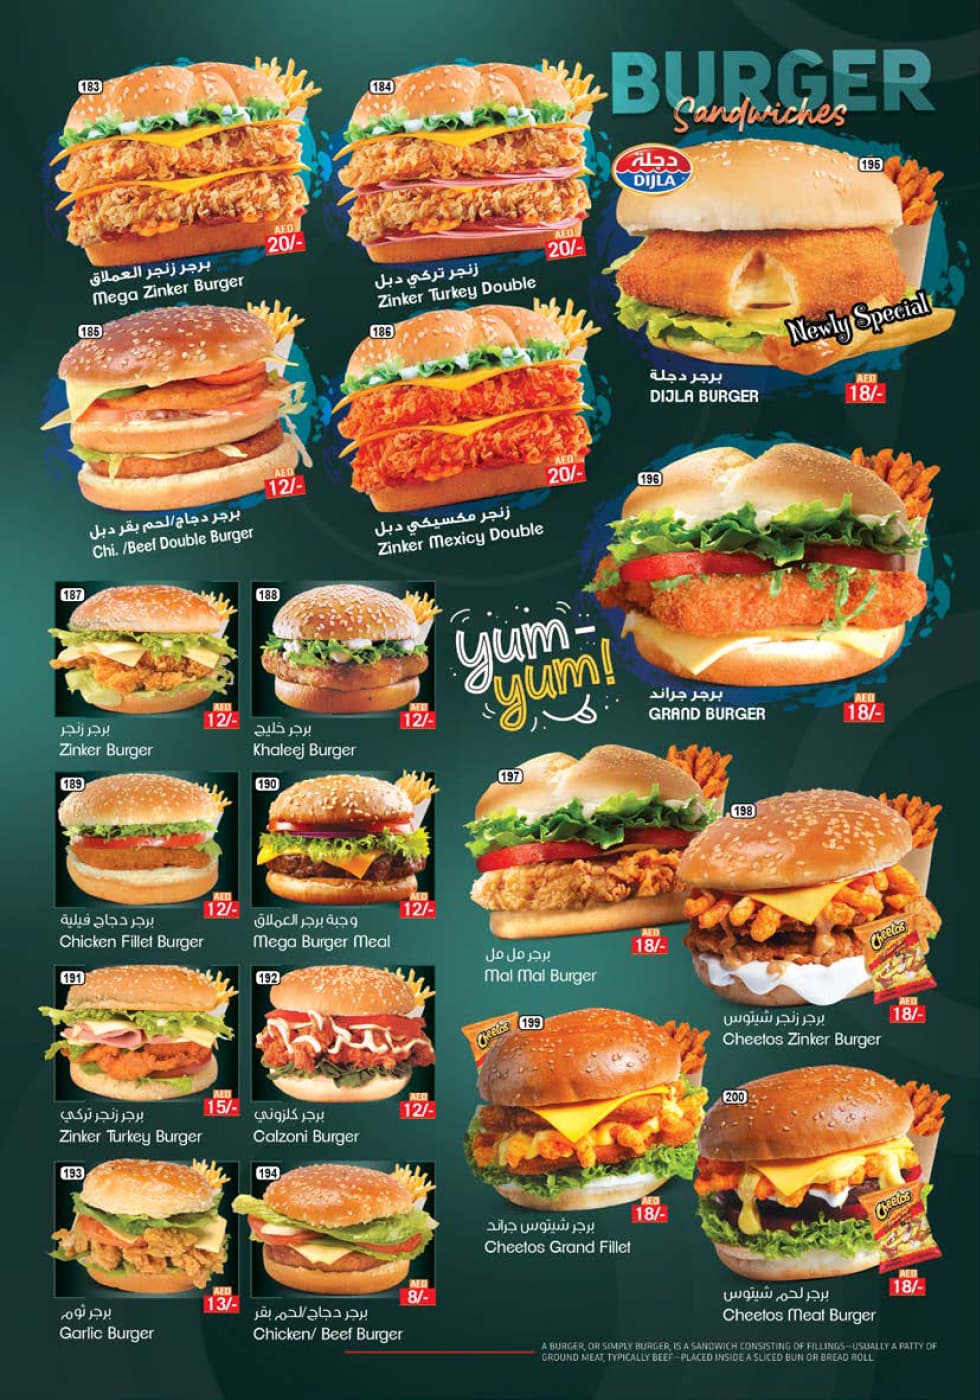 BURGER
Sandwiches
183
AED
20/-
برجر زنجر العملاق
Mega Zinker Burger
184
AED
20/-
زنجر تركي دبل
Zinker Turkey Double
دجلة
DIJLA
195
Newly Special
برجر دجلة
DIJLA BURGER
AED
18/-
185
AED
12/-
برجر دجاج/لحم بقر دبل
Chi. /Beef Double Burger
186
AED
20/-
زنجر مكسيكي دبل
Zinker Mexicy Double
196
برجر جراند
GRAND BURGER
AED
18/-
187
AED
12/-
برجر زنجر
Zinker Burger
188
AED
12/-
برجر خليج
Khaleej Burger
yum-
yum!
189
AED
12/-
برجر دجاج فيلية
Chicken Fillet Burger
190
AED
12/-
وجبة برجر العملاق
Mega Burger Meal
197
AED
18/-
برجر مل مل
Mal Mal Burger
198
Cheetos
AED
18/-
برجر زنجر شيتوس
Cheetos Zinker Burger
191
AED
15/-
برجر زنجر تركي
Zinker Turkey Burger
192
AED
12/-
برجر كلزوني
Calzoni Burger
Cheetos
199
AED
18/-
برجر شيتوس جراند
Cheetos Grand Fillet
200
Cheetos
AED
18/-
برجر لحم شيتوس
Cheetos Meat Burger
193
AED
13/-
برجر ثوم
Garlic Burger
194
AED
8/-
برجر دجاج/لحم بقر
Chicken/ Beef Burger
A BURGER, OR SIMPLY BURGER, IS A SANDWICH CONSISTING OF FILLINGS—USUALLY A PATTY OF
GROUND MEAT, TYPICALLY BEEF—PLACED INSIDE A SLICED BUN OR BREAD ROLL.